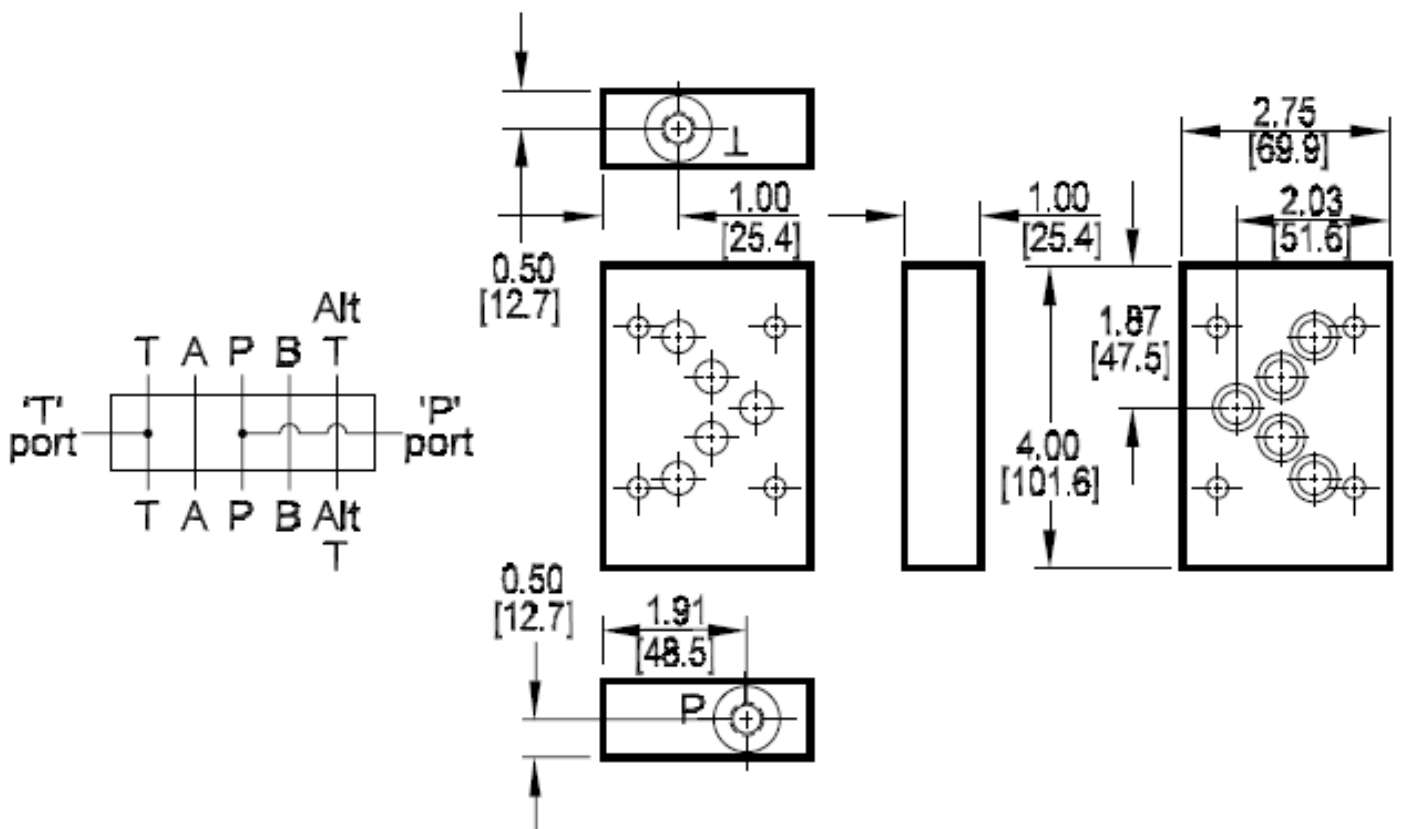 2.75
[69.9]
T
1.00
[25.4]
1.00
[25.4]
2.03
[51.6]
0.50
[12.7]
Alt
T A P B T
1.87
[47.5]
'T'
port
'P'
port
4.00
[101.6]
T A P B Alt
T
0.50
[12.7]
1.91
[48.5]
P